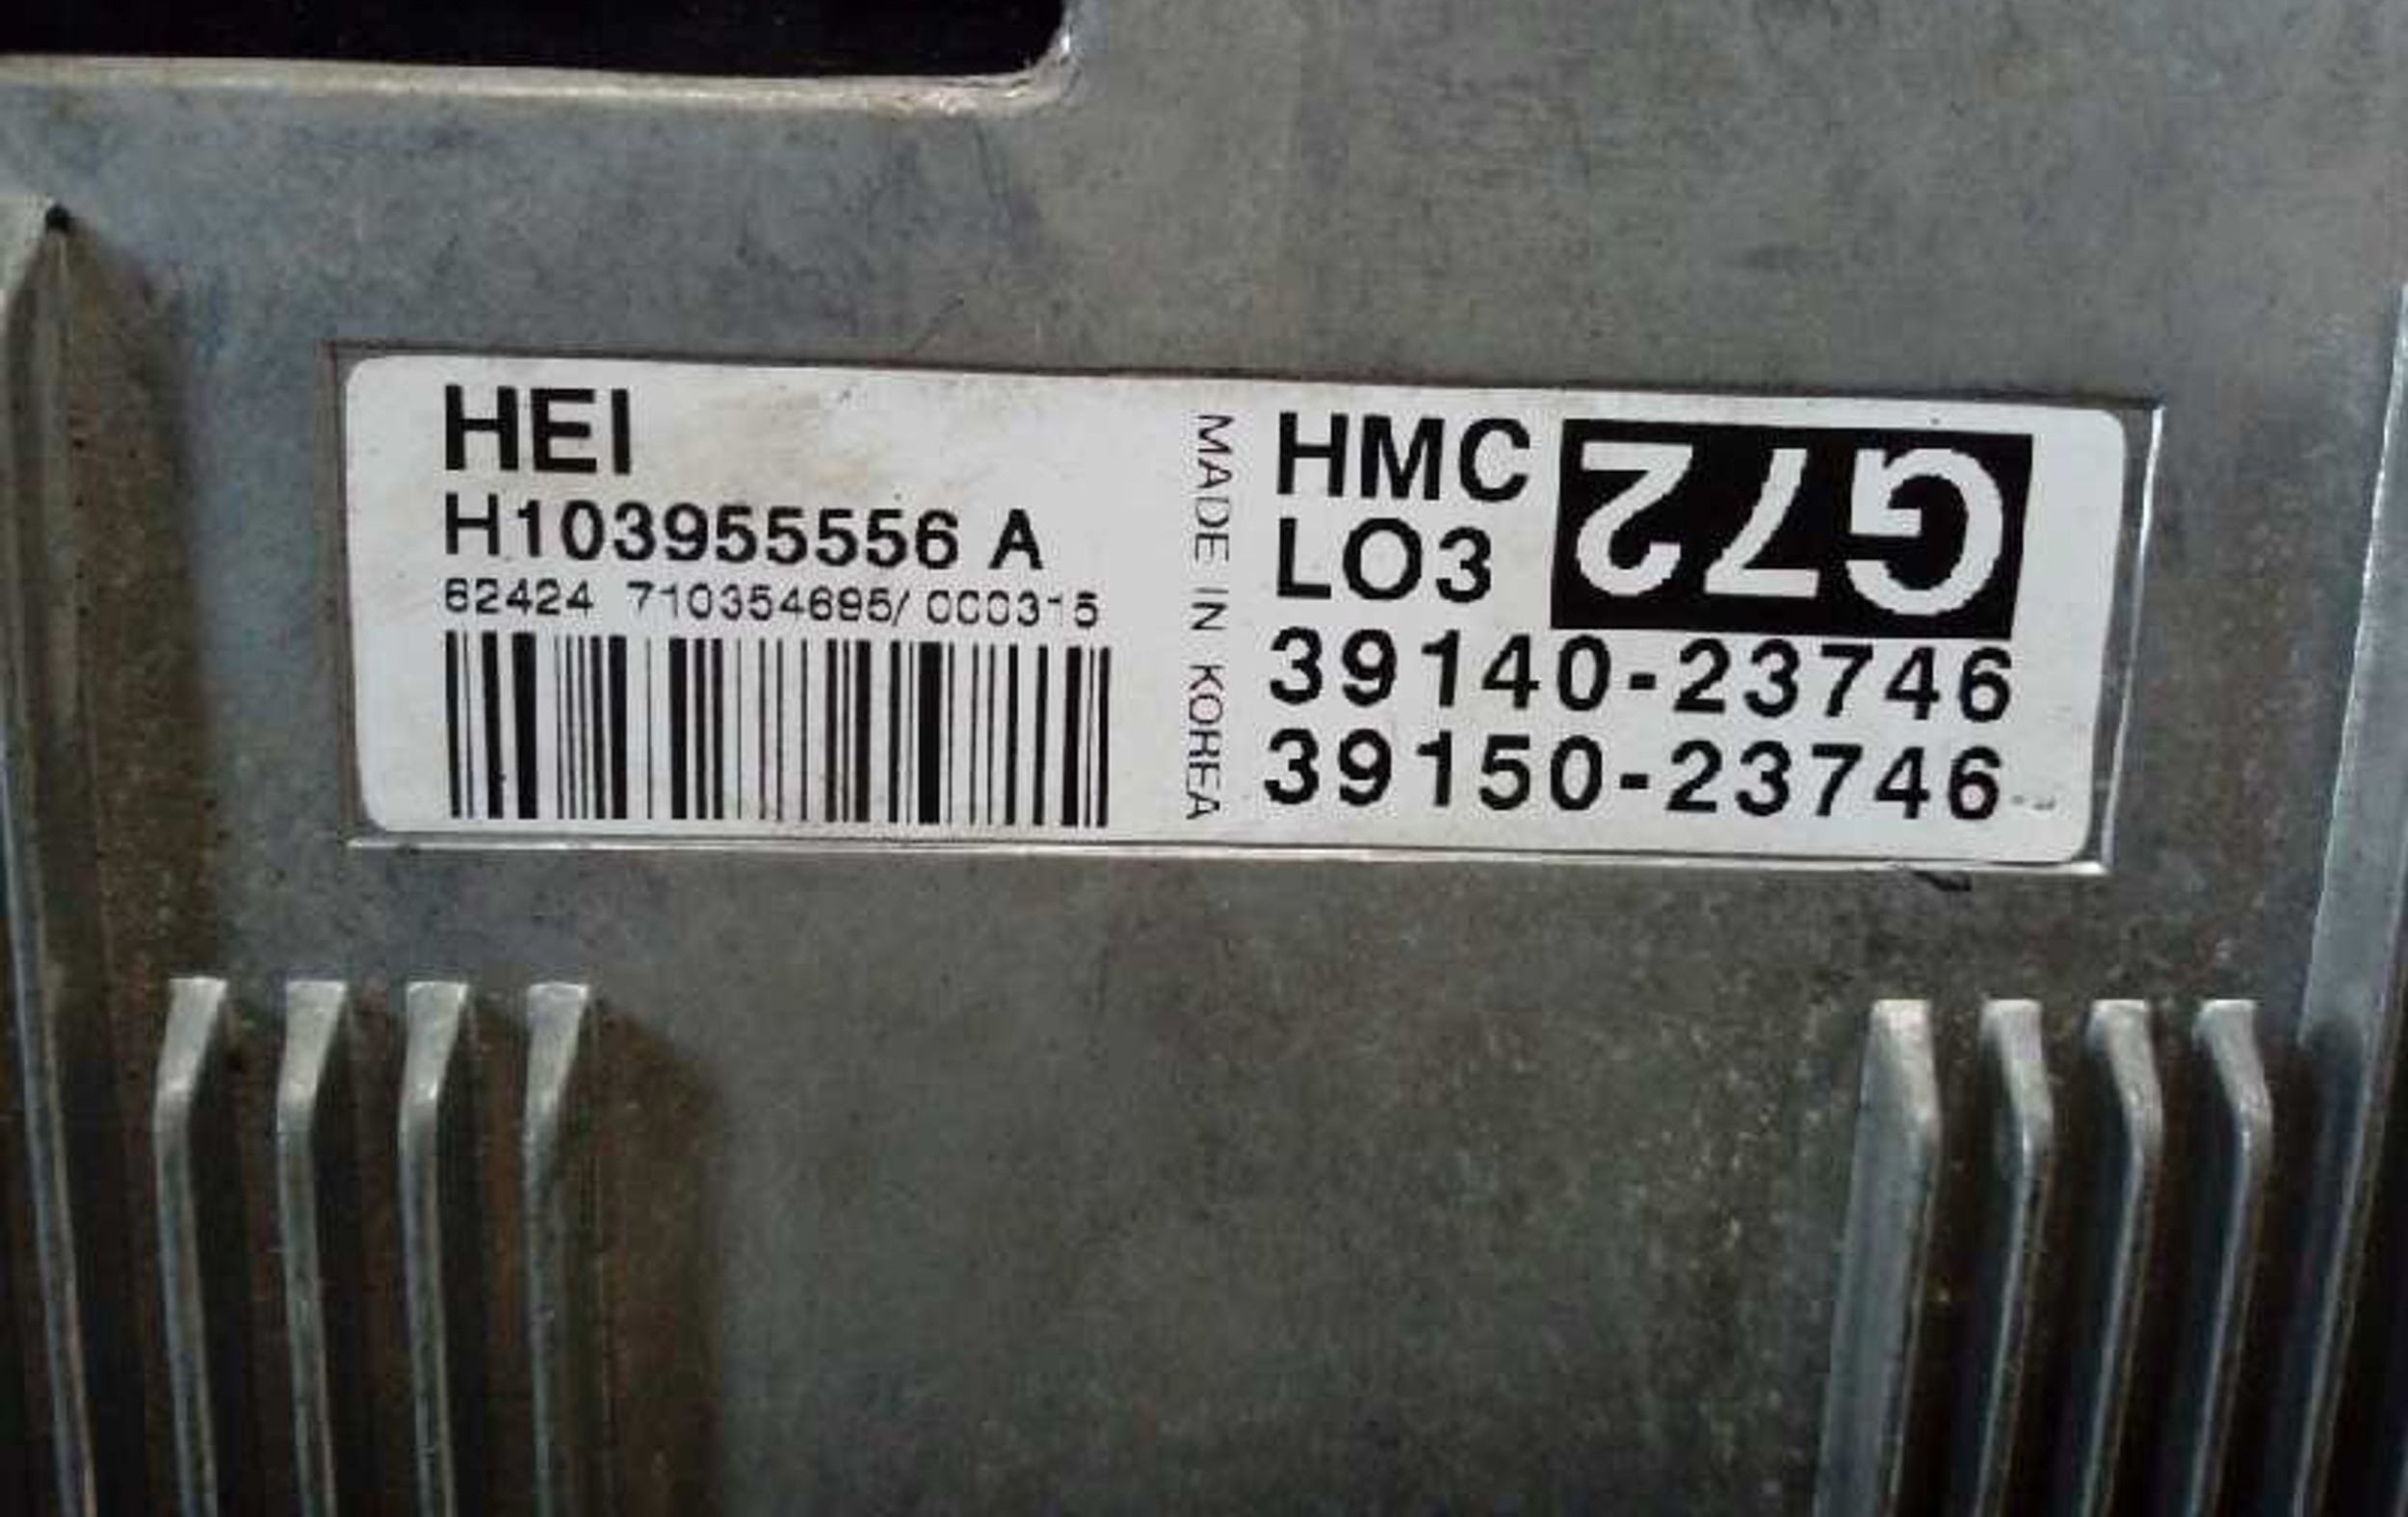 HEI
H103955556 A
62424 710354695/ 000315
MADE IN KOREA
HMC
LO3
G72
39140-23746
39150-23746